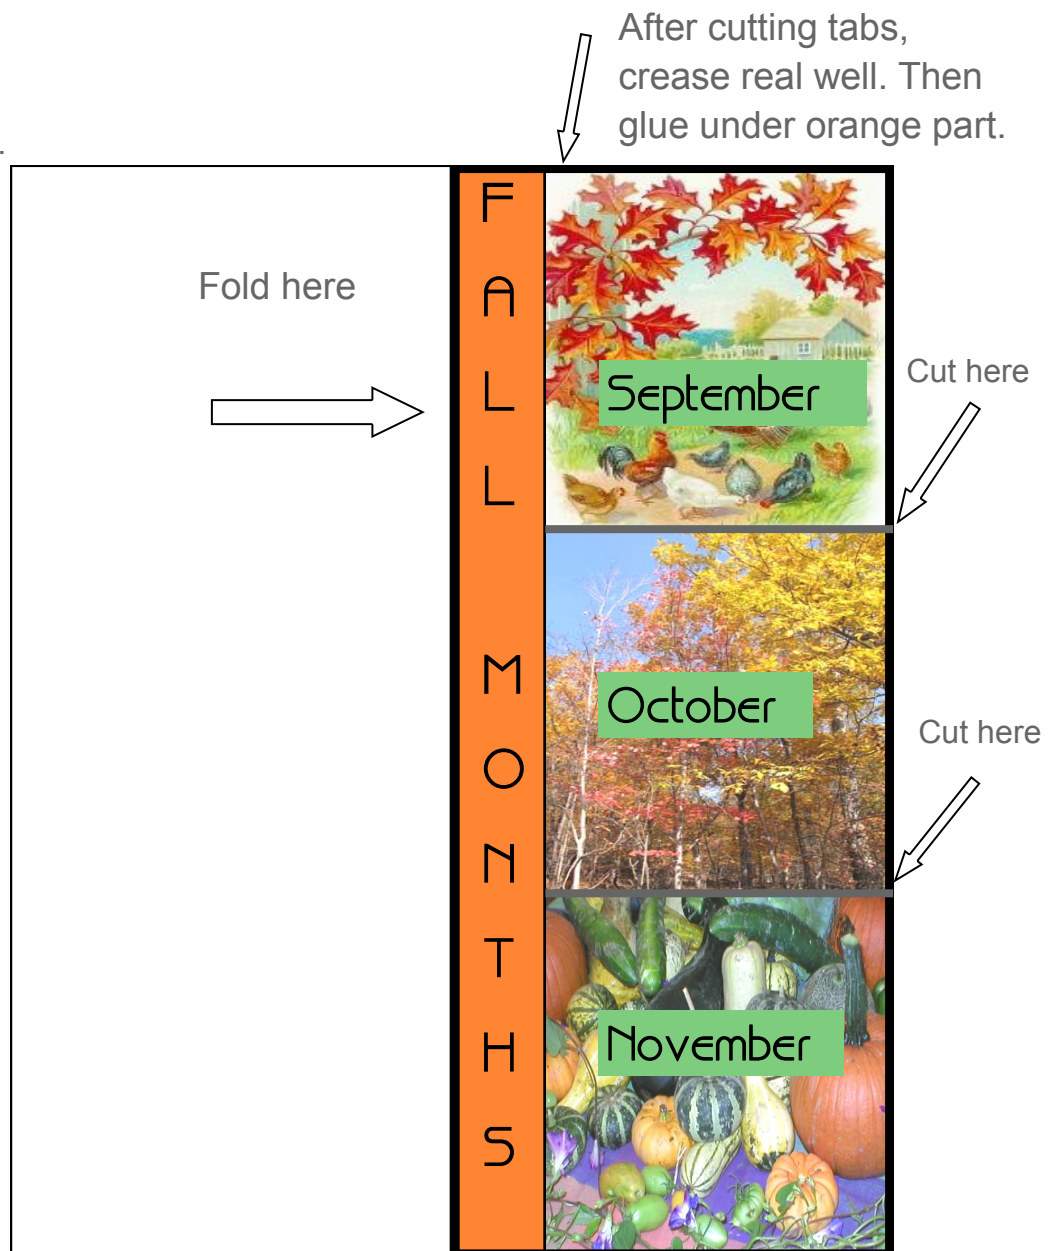 After cutting tabs,
crease real well. Then
glue under orange part.
Fold here
FALL MONTHS
September
Cut here
October
Cut here
November